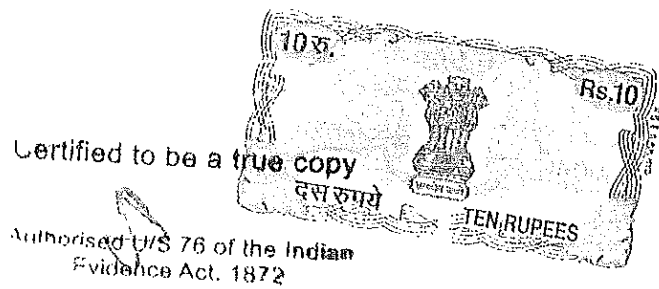 10 रु.
Rs.10
Certified to be a true copy
दस रुपये
TEN RUPEES
Authorised U/S 76 of the Indian
Evidence Act. 1872